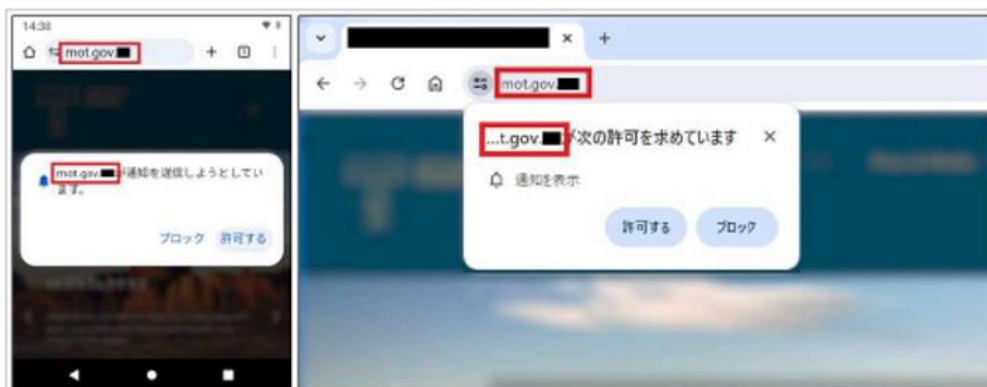 14:38
mot.gov.
mot.gov. が通知を送信しようとしてい
ます。
ブロック 許可する
mot.gov.
...t.gov. が次の許可を求めています
通知を表示
許可する ブロック